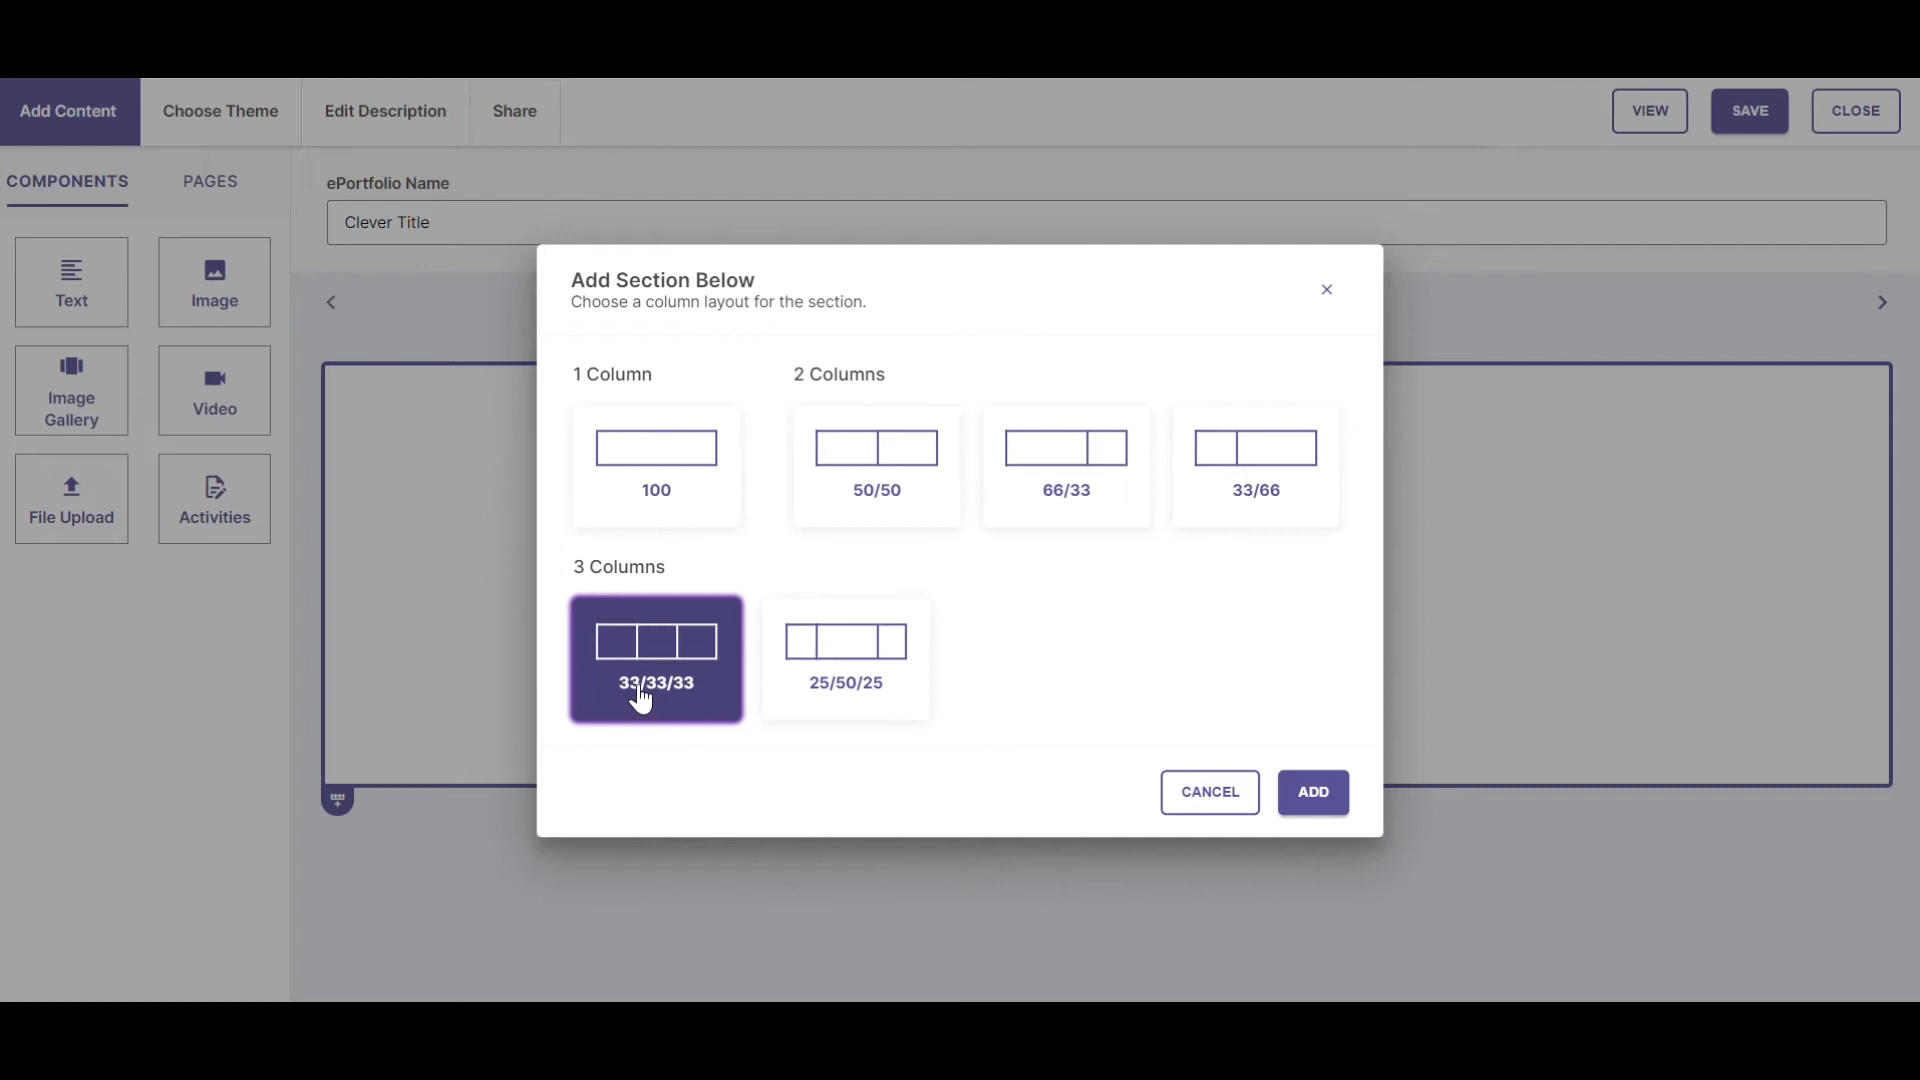 Add Content
Choose Theme
Edit Description
Share
VIEW
SAVE
CLOSE
COMPONENTS
PAGES
ePortfolio Name
Clever Title
Text
Image
Image
Gallery
Video
File Upload
Activities
Add Section Below
Choose a column layout for the section.
1 Column
2 Columns
100
50/50
66/33
33/66
3 Columns
33/33/33
25/50/25
CANCEL
ADD